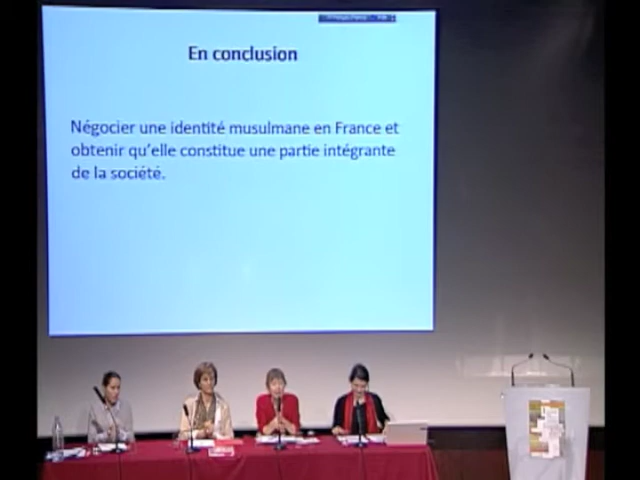 En conclusion
Négocier une identité musulmane en France et
obtenir qu'elle constitue une partie intégrante
de la société.